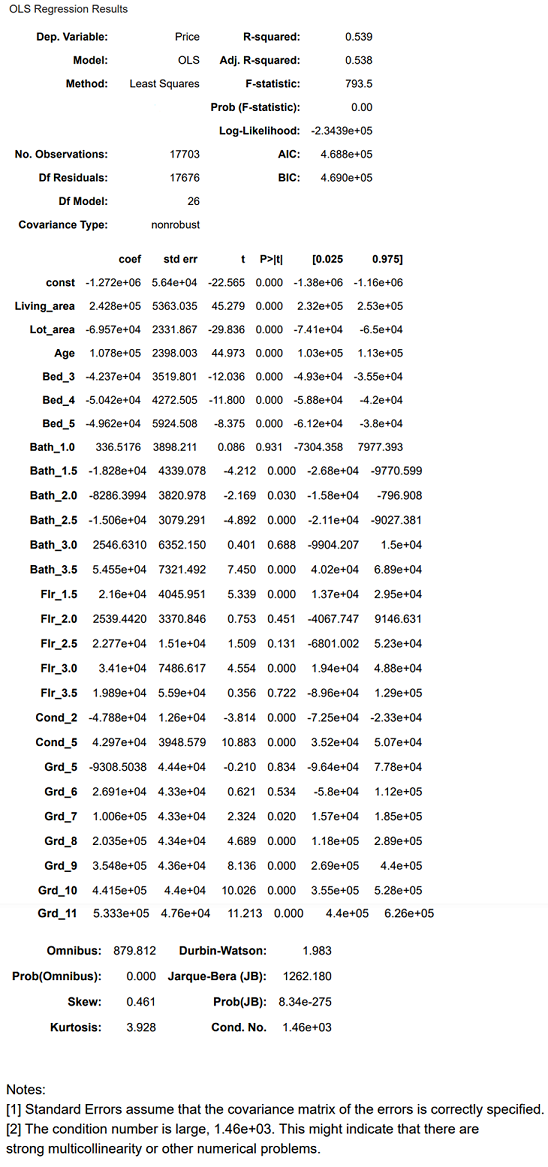 OLS Regression Results
Dep. Variable: Price R-squared: 0.539
Model: OLS Adj. R-squared: 0.538
Method: Least Squares F-statistic: 793.5
Prob (F-statistic): 0.00
Log-Likelihood: -2.3439e+05
No. Observations: 17703 AIC: 4.688e+05
Df Residuals: 17676 BIC: 4.690e+05
Df Model: 26
Covariance Type: nonrobust
coef std err t P>|t| [0.025 0.975]
const -1.272e+06 5.64e+04 -22.565 0.000 -1.38e+06 -1.16e+06
Living_area 2.428e+05 5363.035 45.279 0.000 2.32e+05 2.53e+05
Lot_area -6.957e+04 2331.867 -29.836 0.000 -7.41e+04 -6.5e+04
Age 1.078e+05 2398.003 44.973 0.000 1.03e+05 1.13e+05
Bed_3 -4.237e+04 3519.801 -12.036 0.000 -4.93e+04 -3.55e+04
Bed_4 -5.042e+04 4272.505 -11.800 0.000 -5.88e+04 -4.2e+04
Bed_5 -4.962e+04 5924.508 -8.375 0.000 -6.12e+04 -3.8e+04
Bath_1.0 336.5176 3898.211 0.086 0.931 -7304.358 7977.393
Bath_1.5 -1.828e+04 4339.078 -4.212 0.000 -2.68e+04 -9770.599
Bath_2.0 -8286.3994 3820.978 -2.169 0.030 -1.58e+04 -796.908
Bath_2.5 -1.506e+04 3079.291 -4.892 0.000 -2.11e+04 -9027.381
Bath_3.0 2546.6310 6352.150 0.401 0.688 -9904.207 1.5e+04
Bath_3.5 5.455e+04 7321.492 7.450 0.000 4.02e+04 6.89e+04
Flr_1.5 2.16e+04 4045.951 5.339 0.000 1.37e+04 2.95e+04
Flr_2.0 2539.4420 3370.846 0.753 0.451 -4067.747 9146.631
Flr_2.5 2.277e+04 1.51e+04 1.509 0.131 -6801.002 5.23e+04
Flr_3.0 3.41e+04 7486.617 4.554 0.000 1.94e+04 4.88e+04
Flr_3.5 1.989e+04 5.59e+04 0.356 0.722 -8.96e+04 1.29e+05
Cond_2 -4.788e+04 1.26e+04 -3.814 0.000 -7.25e+04 -2.33e+04
Cond_5 4.297e+04 3948.579 10.883 0.000 3.52e+04 5.07e+04
Grd_5 -9308.5038 4.44e+04 -0.210 0.834 -9.64e+04 7.78e+04
Grd_6 2.691e+04 4.33e+04 0.621 0.534 -5.8e+04 1.12e+05
Grd_7 1.006e+05 4.33e+04 2.324 0.020 1.57e+04 1.85e+05
Grd_8 2.035e+05 4.34e+04 4.689 0.000 1.18e+05 2.89e+05
Grd_9 3.548e+05 4.36e+04 8.136 0.000 2.69e+05 4.4e+05
Grd_10 4.415e+05 4.4e+04 10.026 0.000 3.55e+05 5.28e+05
Grd_11 5.333e+05 4.76e+04 11.213 0.000 4.4e+05 6.26e+05
Omnibus: 879.812 Durbin-Watson: 1.983
Prob(Omnibus): 0.000 Jarque-Bera (JB): 1262.180
Skew: 0.461 Prob(JB): 8.34e-275
Kurtosis: 3.928 Cond. No. 1.46e+03
Notes:
[1] Standard Errors assume that the covariance matrix of the errors is correctly specified.
[2] The condition number is large, 1.46e+03. This might indicate that there are
strong multicollinearity or other numerical problems.